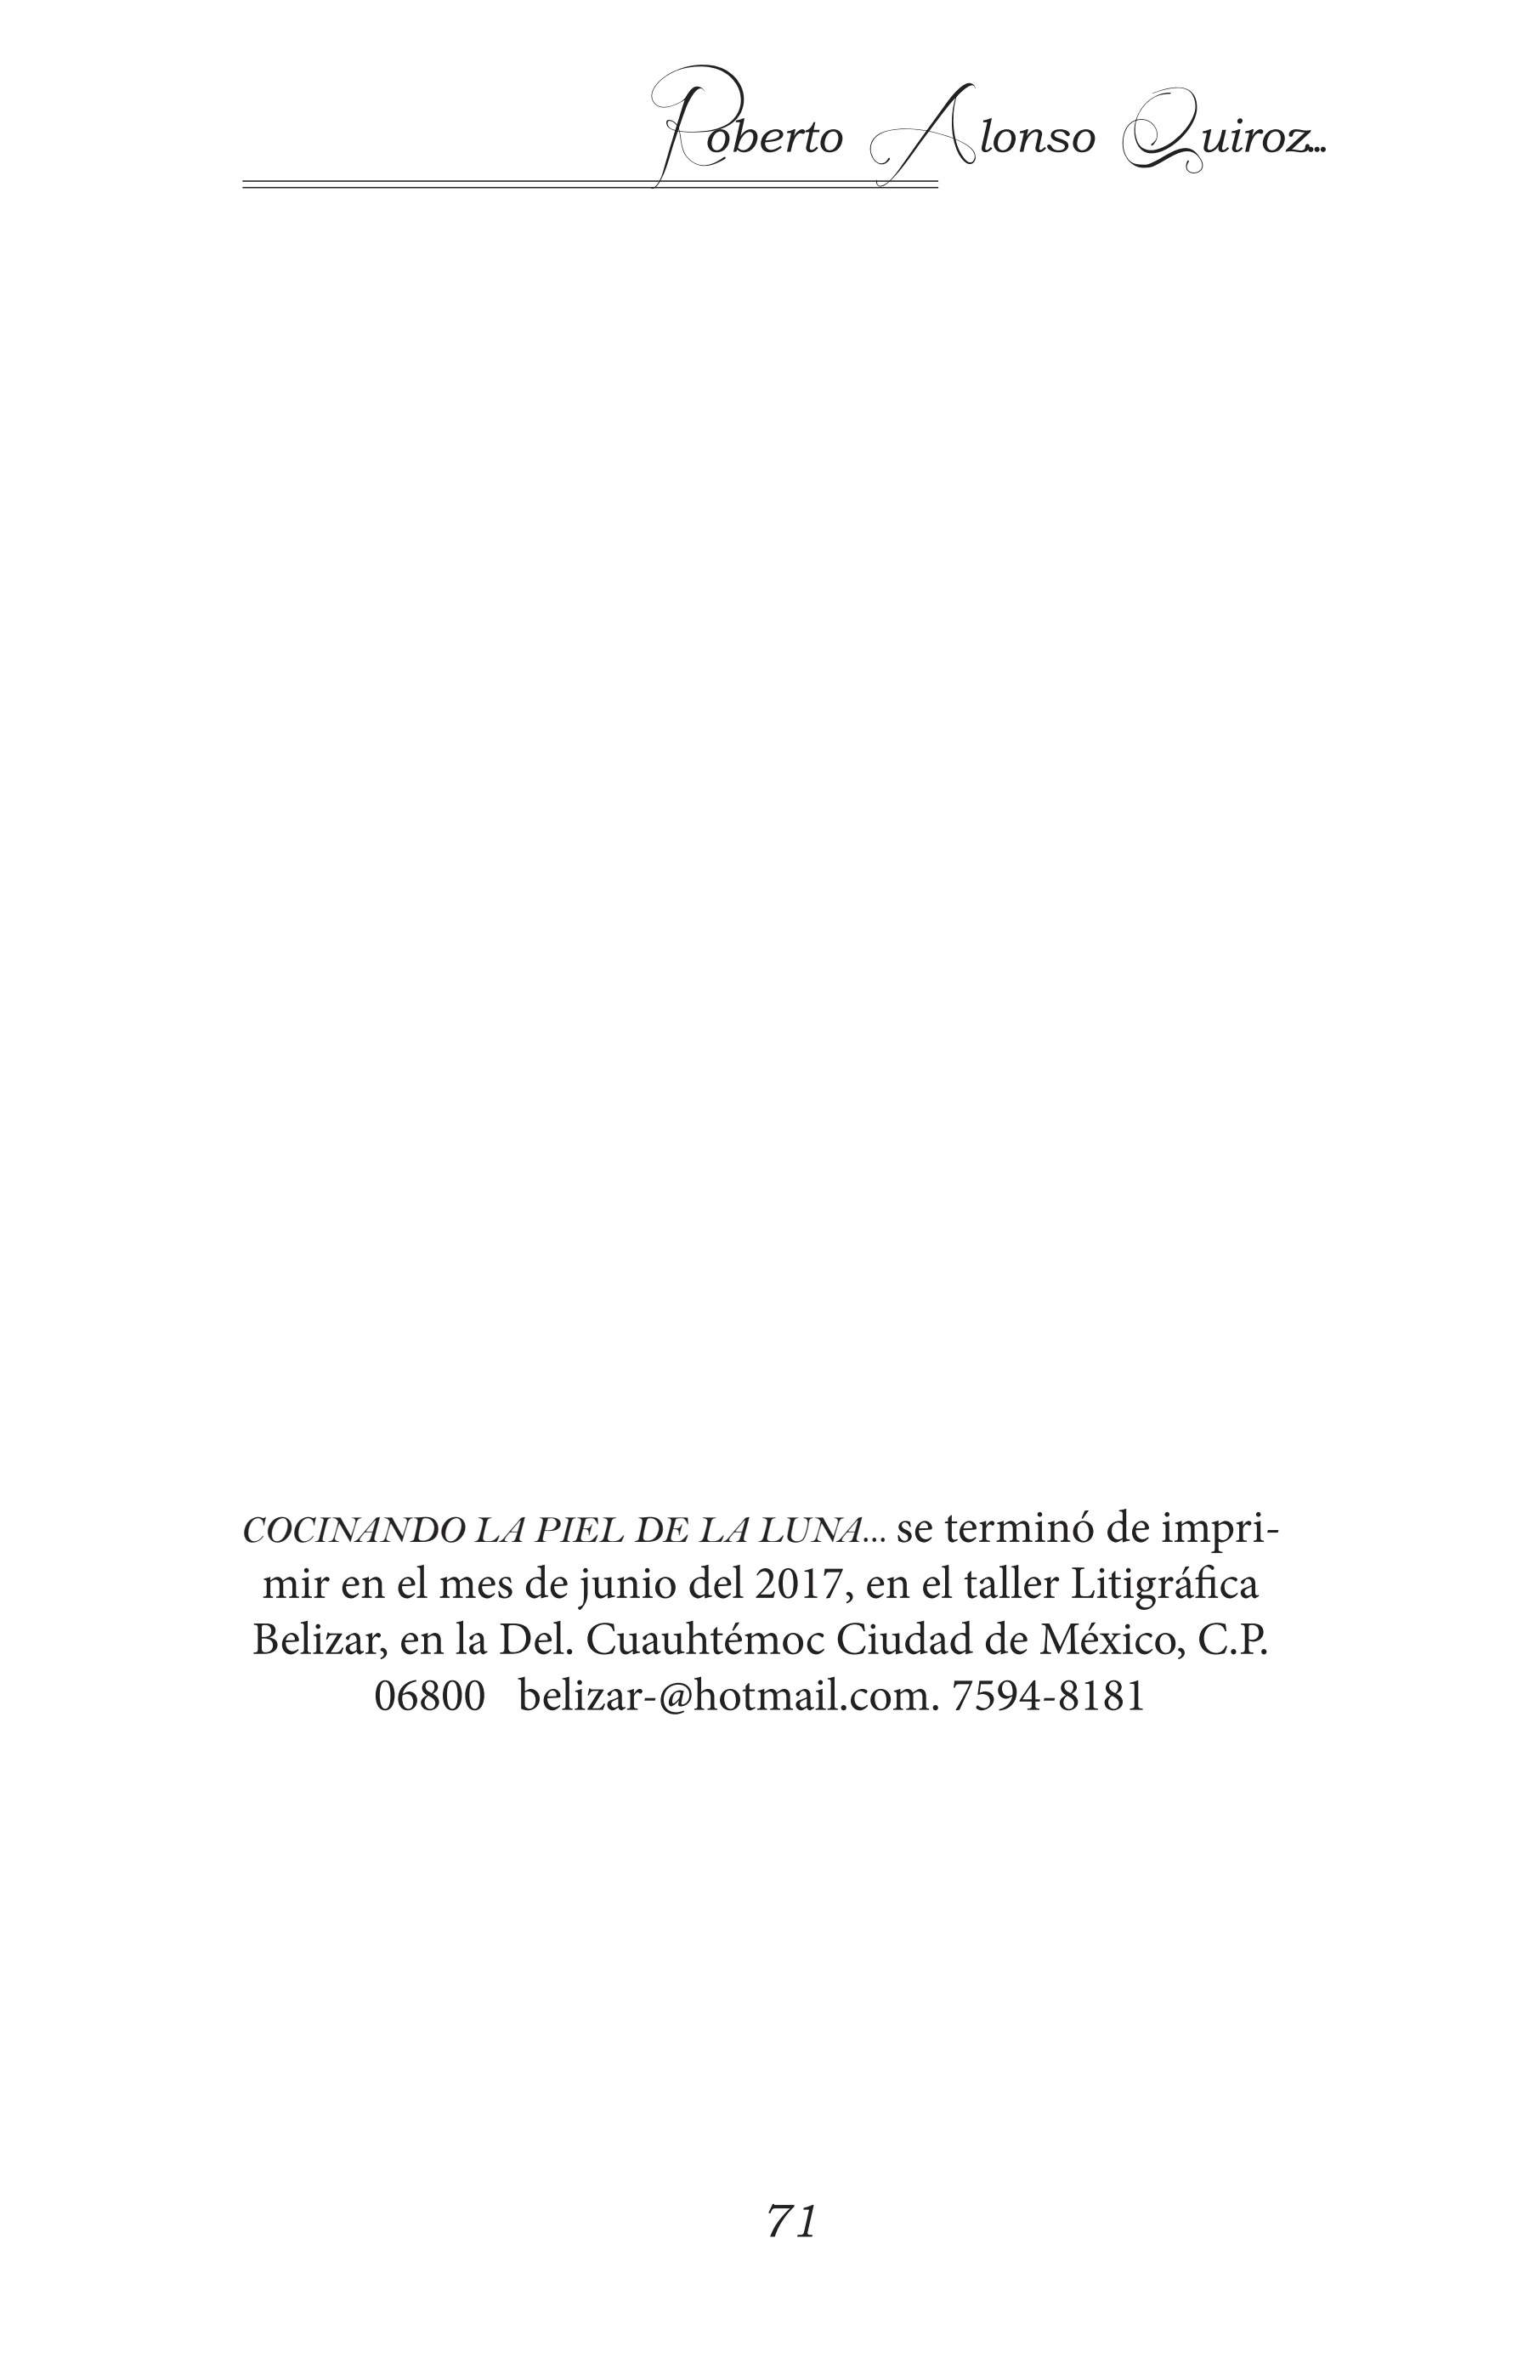 Roberto Alonso Quiroz...
COCINANDO LA PIEL DE LA LUNA... se terminó de impri-
mir en el mes de junio del 2017, en el taller Litigráfica
Belizar, en la Del. Cuauhtémoc Ciudad de México, C.P.
06800 belizar-@hotmail.com. 7594-8181
71